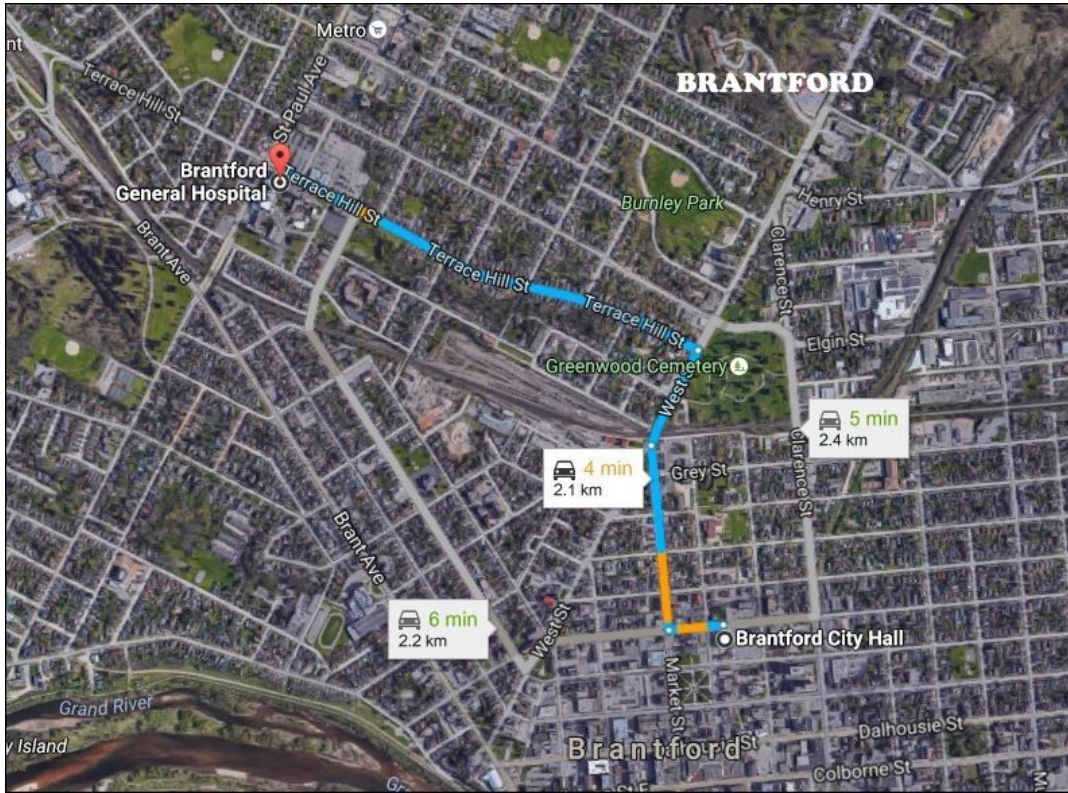 nt
Metro
BRANTFORD
Terrace Hill St
St Paul Ave
Brantford
General Hospital
Terrace Hill St
Burnley Park
Henry St
Brant Ave
Clarence St
Terrace Hill St
Terrace Hill St
Elgin St
Greenwood Cemetery
West St
5 min
2.4 km
Clarence St
4 min
2.1 km
Grey St
Brant Ave
6 min
2.2 km
West St
Brantford City Hall
Market St
Grand River
y Island
Dalhousie St
Brantford
Colborne St